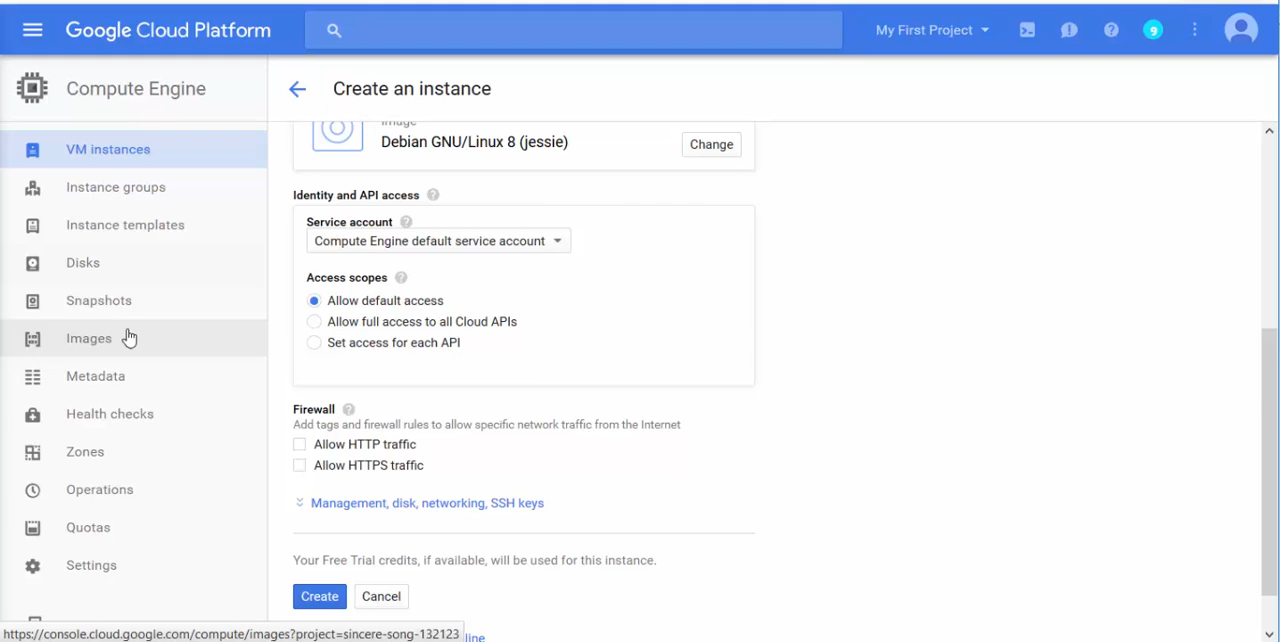 Google Cloud Platform
My First Project
9
Compute Engine
Create an instance
VM instances
Instance groups
Instance templates
Disks
Snapshots
Images
Metadata
Health checks
Zones
Operations
Quotas
Settings
Image
Debian GNU/Linux 8 (jessie)
Change
Identity and API access
Service account
Compute Engine default service account
Access scopes
Allow default access
Allow full access to all Cloud APIs
Set access for each API
Firewall
Add tags and firewall rules to allow specific network traffic from the Internet
Allow HTTP traffic
Allow HTTPS traffic
Management, disk, networking, SSH keys
Your Free Trial credits, if available, will be used for this instance.
Create
Cancel
https://console.cloud.google.com/compute/images?project=sincere-song-132123
line